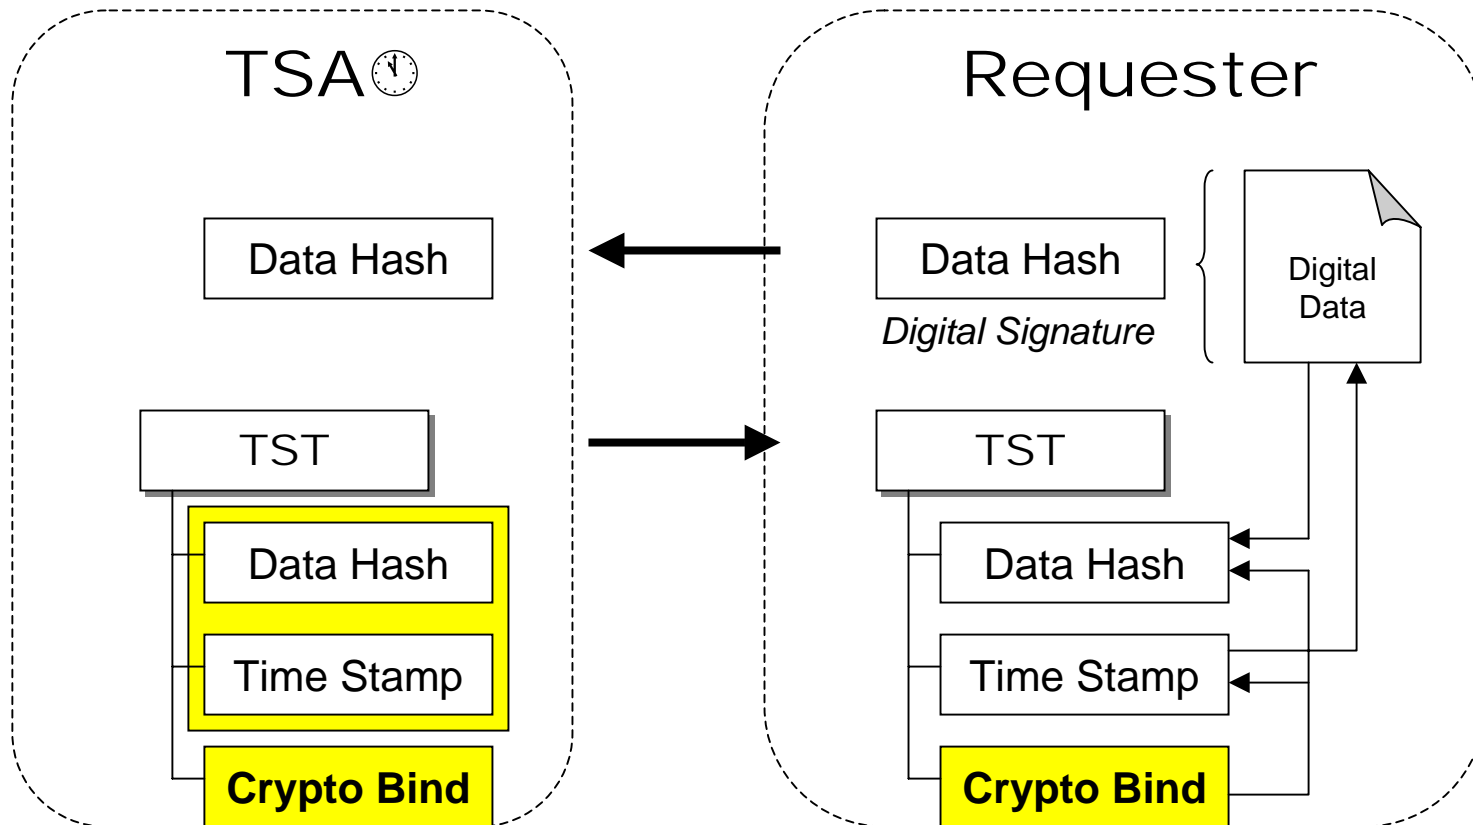 TSA
Requester
Data Hash
Data Hash
Digital Signature
Digital
Data
TST
TST
Data Hash
Data Hash
Time Stamp
Time Stamp
Crypto Bind
Crypto Bind